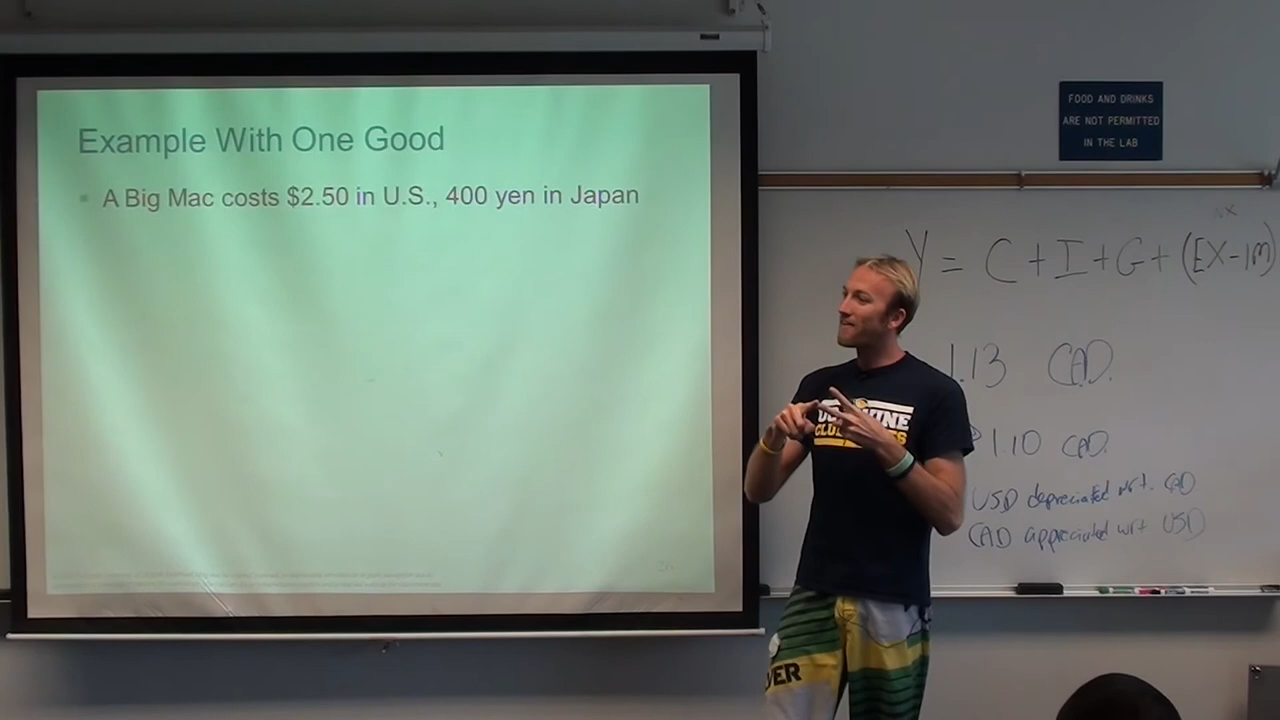 Example With One Good
A Big Mac costs $2.50 in U.S., 400 yen in Japan
FOOD AND DRINKS
ARE NOT PERMITTED
IN THE LAB
Y = C + I + G + (EX-IM)
1.13 CAD.
1.10 CAD.
USD depreciated wrt. CAD
CAD appreciated wrt USD